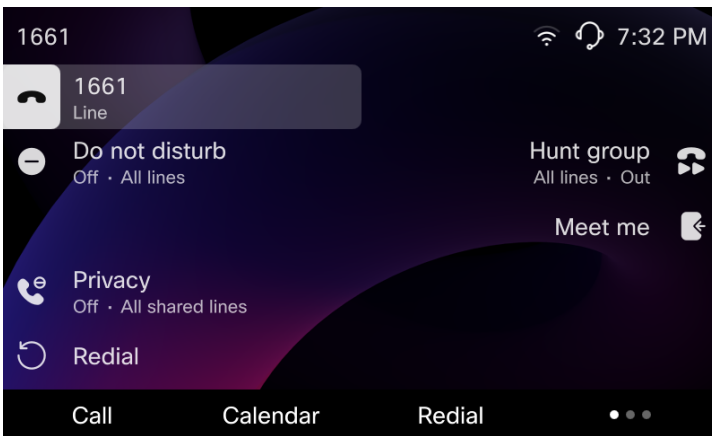 1661
7:32 PM
1661
Line
Do not disturb
Off · All lines
Hunt group
All lines · Out
Meet me
Privacy
Off · All shared lines
Redial
Call
Calendar
Redial